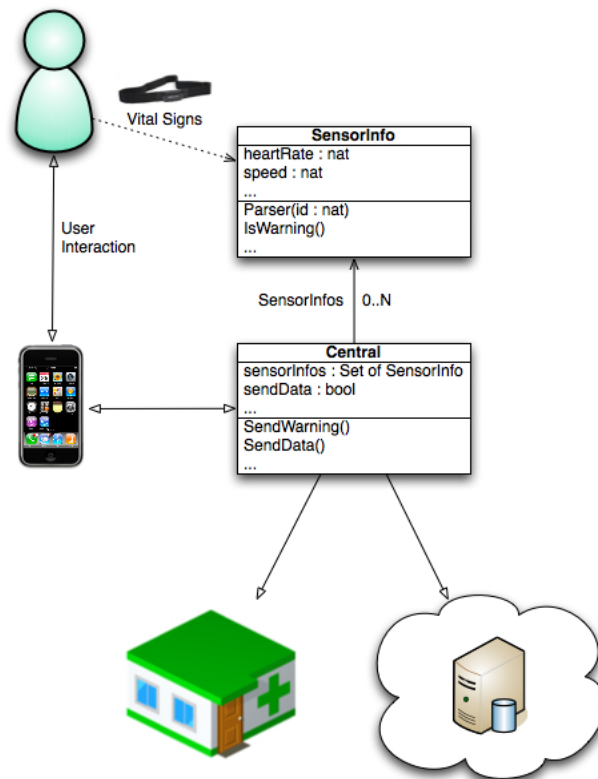 Vital Signs
SensorInfo
heartRate : nat
speed : nat
...
Parser(id : nat)
IsWarning()
...
User
Interaction
SensorInfos 0..N
Central
sensorInfos : Set of SensorInfo
sendData : bool
...
SendWarning()
SendData()
...